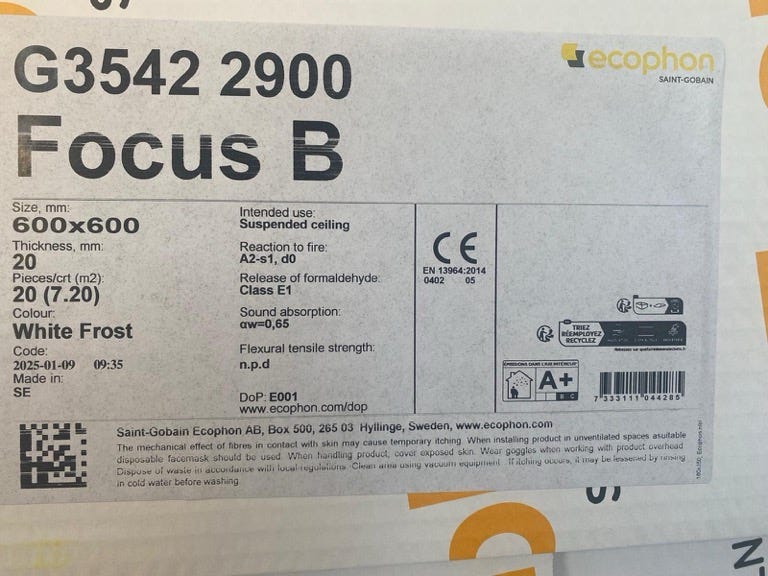 G3542 2900
Focus B
ecophon
SAINT-GOBAIN
Size, mm:
600x600
Thickness, mm:
20
Pieces/crt (m2):
20 (7.20)
Colour:
White Frost
Code:
2025-01-09 09:35
Made in:
SE
Intended use:
Suspended ceiling
Reaction to fire:
A2-s1, d0
Release of formaldehyde:
Class E1
Sound absorption:
αw=0,65
Flexural tensile strength:
n.p.d
DoP: E001
www.ecophon.com/dop
CE
EN 13964:2014
0402 05
TRIEZ
RÉEMPLOYEZ
RECYCLEZ
ÉMISSIONS DANS L'AIR INTÉRIEUR*
A+
B C
7 333111 044285
Saint-Gobain Ecophon AB, Box 500, 265 03 Hyllinge, Sweden, www.ecophon.com
The mechanical effect of fibres in contact with skin may cause temporary itching. When installing product in unventilated spaces asuitable
disposable facemask should be used. When handling product, cover exposed skin. Wear goggles when working with product overhead
Dispose of waste in accordance with local regulations. Clean area using vacuum equipment. If itching occurs, it may be lessened by rinsing
in cold water before washing